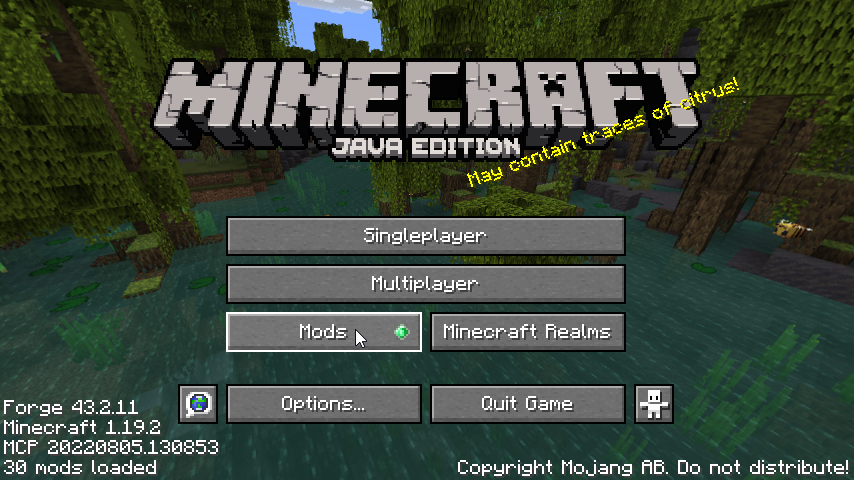 MINECRAFT
JAVA EDITION
May contain traces of citrus!
Singleplayer
Multiplayer
Mods
Minecraft Realms
Options...
Quit Game
Forge 43.2.11
Minecraft 1.19.2
MCP 20220805.130853
30 mods loaded
Copyright Mojang AB. Do not distribute!